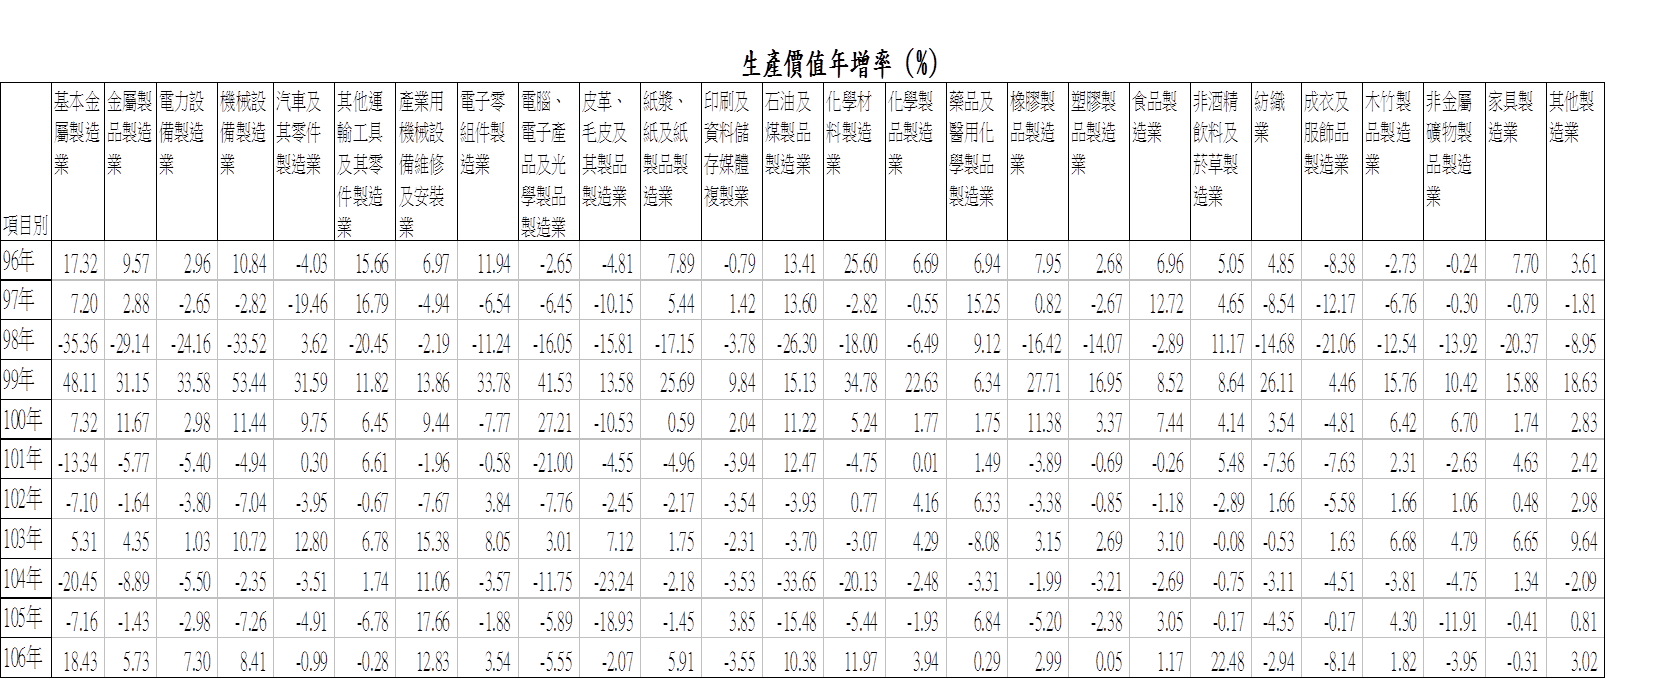 生產價值年增率（%）
項目別 基本金屬製造業 金屬製品製造業 電力設備製造業 機械設備製造業 汽車及其零件製造業 其他運輸工具及其零件製造業 產業用機械設備維修及安裝業 電子零組件製造業 電腦、電子產品及光學製品製造業 皮革、毛皮及其製品製造業 紙漿、紙及紙製品製造業 印刷及資料儲存媒體複製業 石油及煤製品製造業 化學材料製造業 化學製品製造業 藥品及醫用化學製品製造業 橡膠製品製造業 塑膠製品製造業 食品製造業 非酒精飲料及菸草製造業 紡織業 成衣及服飾品製造業 木竹製品製造業 非金屬礦物製品製造業 家具製造業 其他製造業
96年 17.32 9.57 2.96 10.84 -4.03 15.66 6.97 11.94 -2.65 -4.81 7.89 -0.79 13.41 25.60 6.69 6.94 7.95 2.68 6.96 5.05 4.85 -8.38 -2.73 -0.24 7.70 3.61
97年 7.20 2.88 -2.65 -2.82 -19.46 16.79 -4.94 -6.54 -6.45 -10.15 5.44 1.42 13.60 -2.82 -0.55 15.25 0.82 -2.67 12.72 4.65 -8.54 -12.17 -6.76 -0.30 -0.79 -1.81
98年 -35.36 -29.14 -24.16 -33.52 3.62 -20.45 -2.19 -11.24 -16.05 -15.81 -17.15 -3.78 -26.30 -18.00 -6.49 9.12 -16.42 -14.07 -2.89 11.17 -14.68 -21.06 -12.54 -13.92 -20.37 -8.95
99年 48.11 31.15 33.58 53.44 31.59 11.82 13.86 33.78 41.53 13.58 25.69 9.84 15.13 34.78 22.63 6.34 27.71 16.95 8.52 8.64 26.11 4.46 15.76 10.42 15.88 18.63
100年 7.32 11.67 2.98 11.44 9.75 6.45 9.44 -7.77 27.21 -10.53 0.59 2.04 11.22 5.24 1.77 1.75 11.38 3.37 7.44 4.14 3.54 -4.81 6.42 6.70 1.74 2.83
101年 -13.34 -5.77 -5.40 -4.94 0.30 6.61 -1.96 -0.58 -21.00 -4.55 -4.96 -3.94 12.47 -4.75 0.01 1.49 -3.89 -0.69 -0.26 5.48 -7.36 -7.63 2.31 -2.63 4.63 2.42
102年 -7.10 -1.64 -3.80 -7.04 -3.95 -0.67 -7.67 3.84 -7.76 -2.45 -2.17 -3.54 -3.93 0.77 4.16 6.33 -3.38 -0.85 -1.18 -2.89 1.66 -5.58 1.66 1.06 0.48 2.98
103年 5.31 4.35 1.03 10.72 12.80 6.78 15.38 8.05 3.01 7.12 1.75 -2.31 -3.70 -3.07 4.29 -8.08 3.15 2.69 3.10 -0.08 -0.53 1.63 6.68 4.79 6.65 9.64
104年 -20.45 -8.89 -5.50 -2.35 -3.51 1.74 11.06 -3.57 -11.75 -23.24 -2.18 -3.53 -33.65 -20.13 -2.48 -3.31 -1.99 -3.21 -2.69 -0.75 -3.11 -4.51 -3.81 -4.75 1.34 -2.09
105年 -7.16 -1.43 -2.98 -7.26 -4.91 -6.78 17.66 -1.88 -5.89 -18.93 -1.45 3.85 -15.48 -5.44 -1.93 6.84 -5.20 -2.38 3.05 -0.17 -4.35 -0.17 4.30 -11.91 -0.41 0.81
106年 18.43 5.73 7.30 8.41 -0.99 -0.28 12.83 3.54 -5.55 -2.07 5.91 -3.55 10.38 11.97 3.94 0.29 2.99 0.05 1.17 22.48 -2.94 -8.14 1.82 -3.95 -0.31 3.02